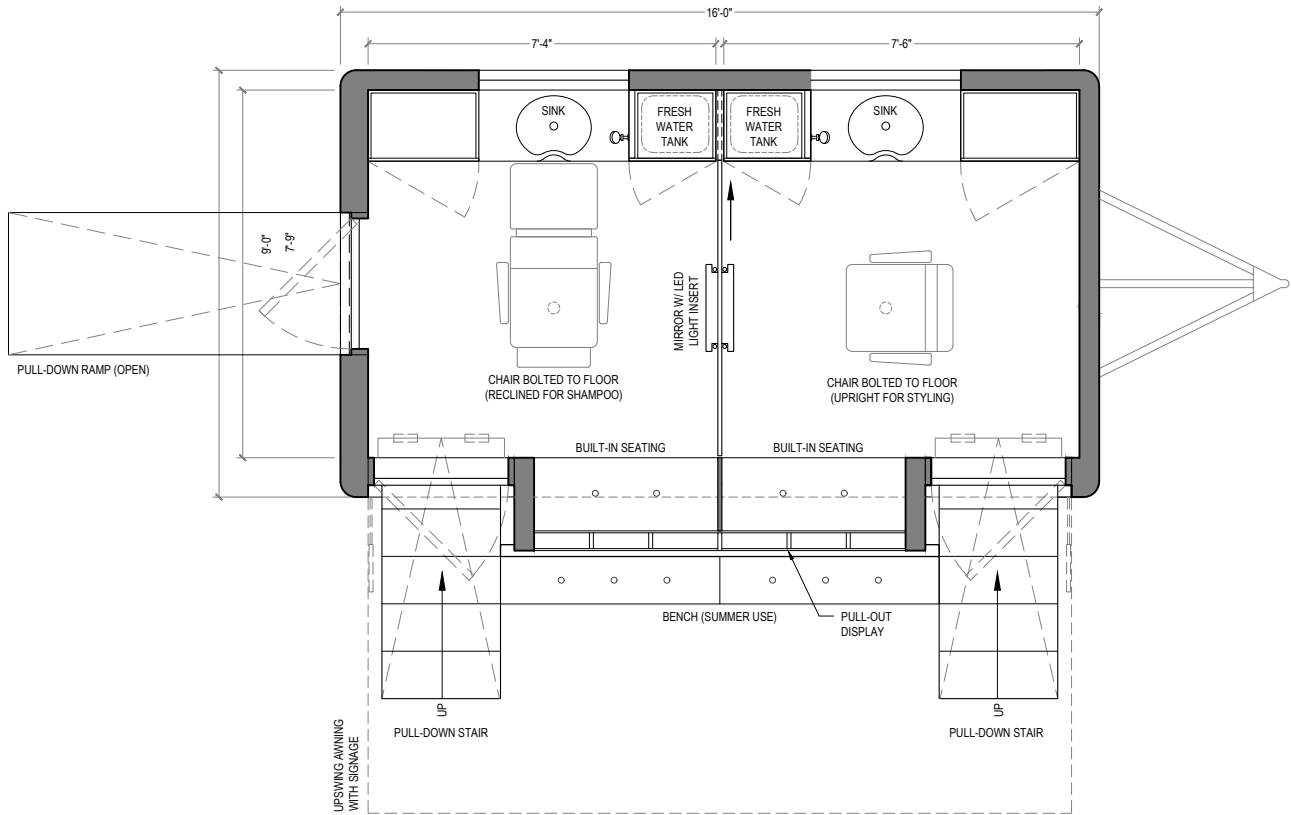 16'-0"
7'-4"
7'-6"
SINK
FRESH
WATER
TANK
FRESH
WATER
TANK
SINK
9'-0"
7'-9"
MIRROR W/ LED
LIGHT INSERT
PULL-DOWN RAMP (OPEN)
CHAIR BOLTED TO FLOOR
(RECLINED FOR SHAMPOO)
CHAIR BOLTED TO FLOOR
(UPRIGHT FOR STYLING)
BUILT-IN SEATING
BUILT-IN SEATING
BENCH (SUMMER USE)
PULL-OUT
DISPLAY
UP
UP
PULL-DOWN STAIR
PULL-DOWN STAIR
UPSWING AWNING
WITH SIGNAGE